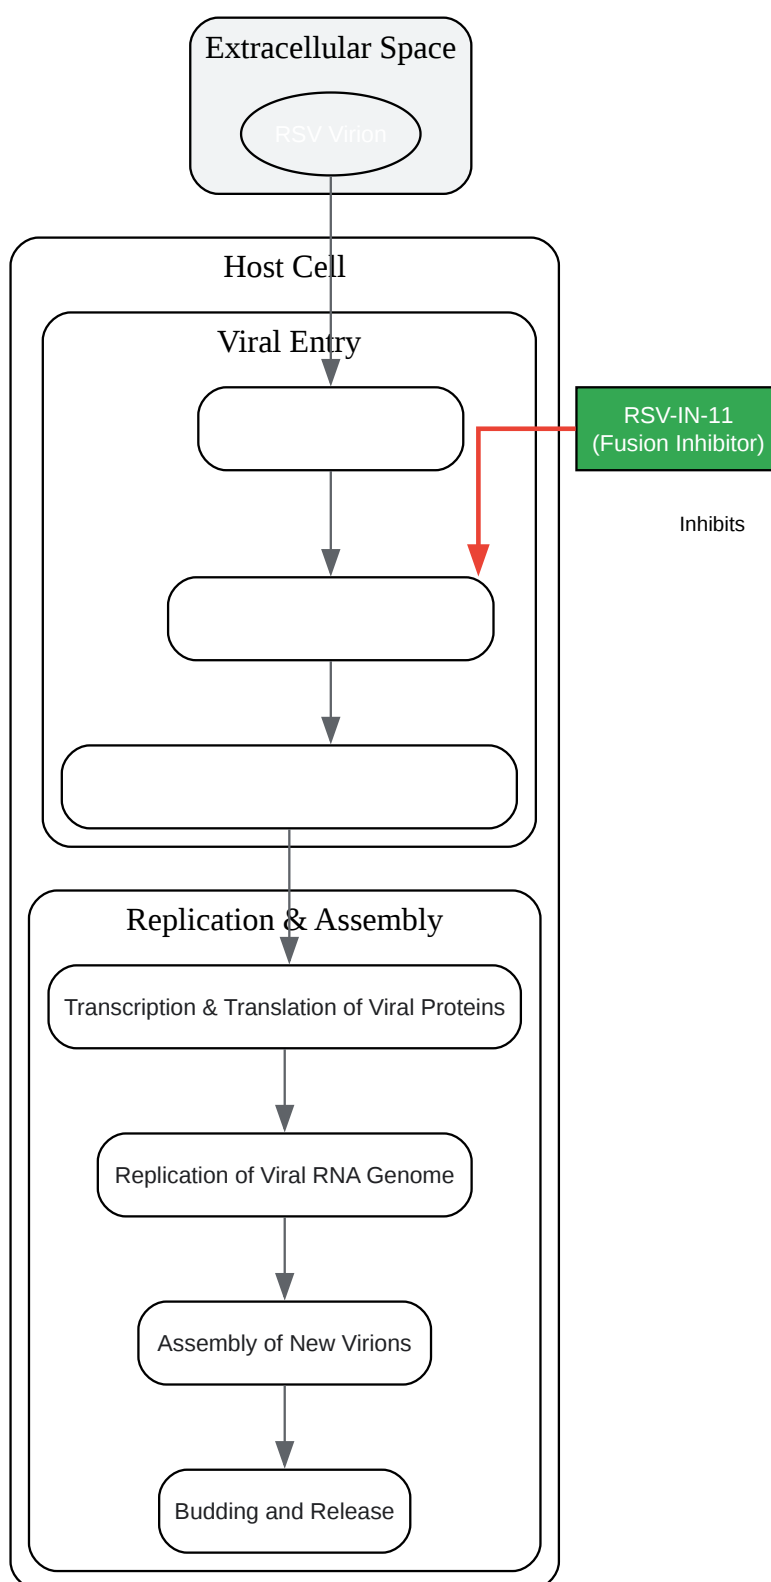 Extracellular Space
RSV Virion
Host Cell
Viral Entry
RSV-IN-11
(Fusion Inhibitor)
Inhibits
Replication & Assembly
Transcription & Translation of Viral Proteins
Replication of Viral RNA Genome
Assembly of New Virions
Budding and Release